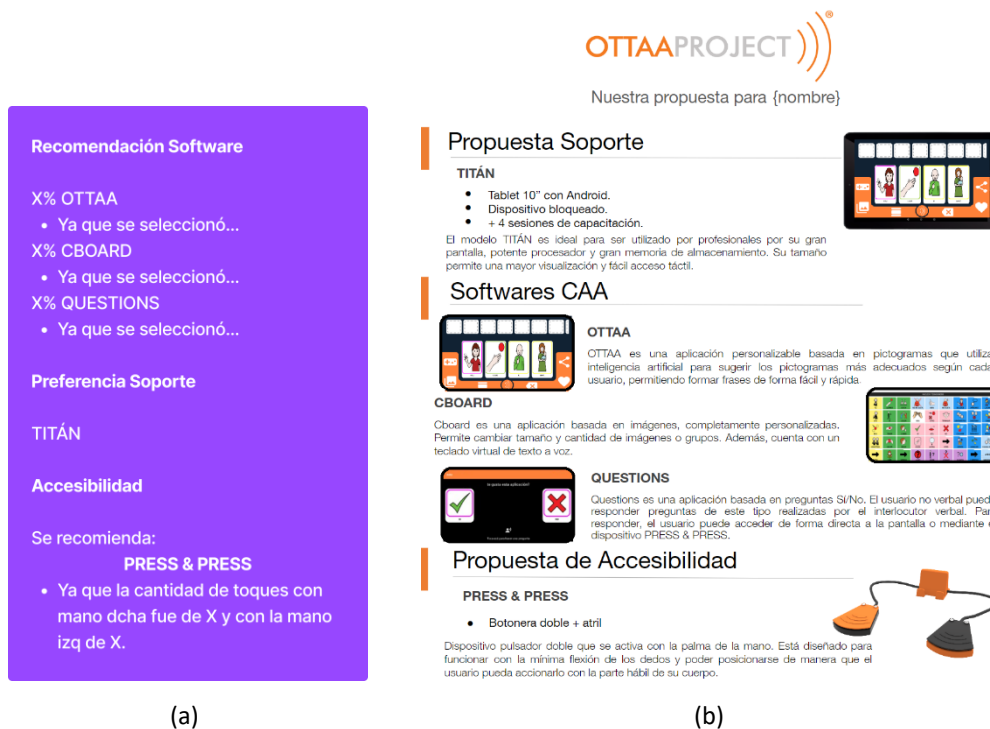 Recomendación Software
X% OTTAA
• Ya que se seleccionó...
X% CBOARD
• Ya que se seleccionó...
X% QUESTIONS
• Ya que se seleccionó...
Preferencia Soporte
TITÁN
Accesibilidad
Se recomienda:
PRESS & PRESS
• Ya que la cantidad de toques con
mano dcha fue de X y con la mano
izq de X.
(a)
OTTAAPROJECT
Nuestra propuesta para {nombre}
Propuesta Soporte
TITÁN
• Tablet 10” con Android.
• Dispositivo bloqueado.
• + 4 sesiones de capacitación.
El modelo TITÁN es ideal para ser utilizado por profesionales por su gran
pantalla, potente procesador y gran memoria de almacenamiento. Su tamaño
permite una mayor visualización y fácil acceso táctil.
Softwares CAA
OTTAA
OTTAA es una aplicación personalizable basada en pictogramas que utiliza
inteligencia artificial para sugerir los pictogramas más adecuados según cada
usuario, permitiendo formar frases de forma fácil y rápida.
CBOARD
Cboard es una aplicación basada en imágenes, completamente personalizadas.
Permite cambiar tamaño y cantidad de imágenes o grupos. Además, cuenta con un
teclado virtual de texto a voz.
QUESTIONS
Questions es una aplicación basada en preguntas Sí/No. El usuario no verbal pued
responder preguntas de este tipo realizadas por el interlocutor verbal. Par
responder, el usuario puede acceder de forma directa a la pantalla o mediante e
dispositivo PRESS & PRESS.
Propuesta de Accesibilidad
PRESS & PRESS
• Botonera doble + atril
Dispositivo pulsador doble que se activa con la palma de la mano. Está diseñado para
funcionar con la mínima flexión de los dedos y poder posicionarse de manera que el
usuario pueda accionarlo con la parte hábil de su cuerpo.
(b)